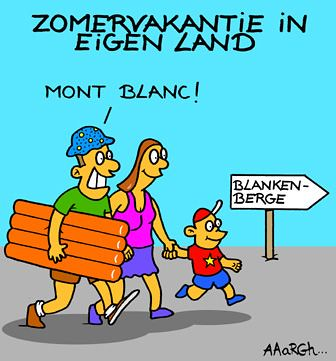 ZOMERVAKANTiE iN
EiGEN LAND
MONT BLANC!
BLANKEN-
BERGE
AAaRGh...